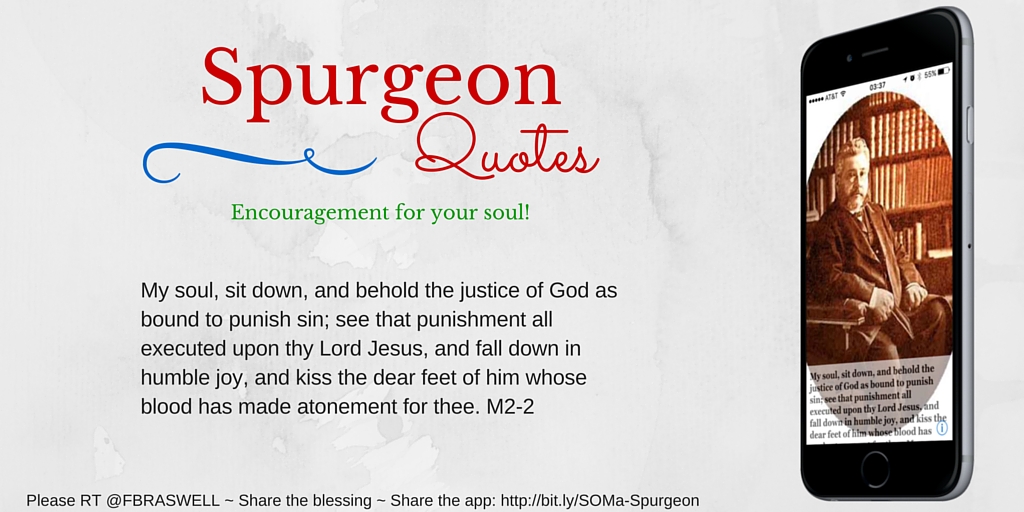 Spurgeon
Quotes
Encouragement for your soul!
My soul, sit down, and behold the justice of God as
bound to punish sin; see that punishment all
executed upon thy Lord Jesus, and fall down in
humble joy, and kiss the dear feet of him whose
blood has made atonement for thee. M2-2
Please RT @FBRASWELL ~ Share the blessing ~ Share the app: http://bit.ly/SOMa-Spurgeon
AT&T 03:37 55%
My soul, sit down, and behold the
justice of God as bound to punish
sin; see that punishment all
executed upon thy Lord Jesus, and
fall down in humble joy, and kiss the
dear feet of him whose blood has